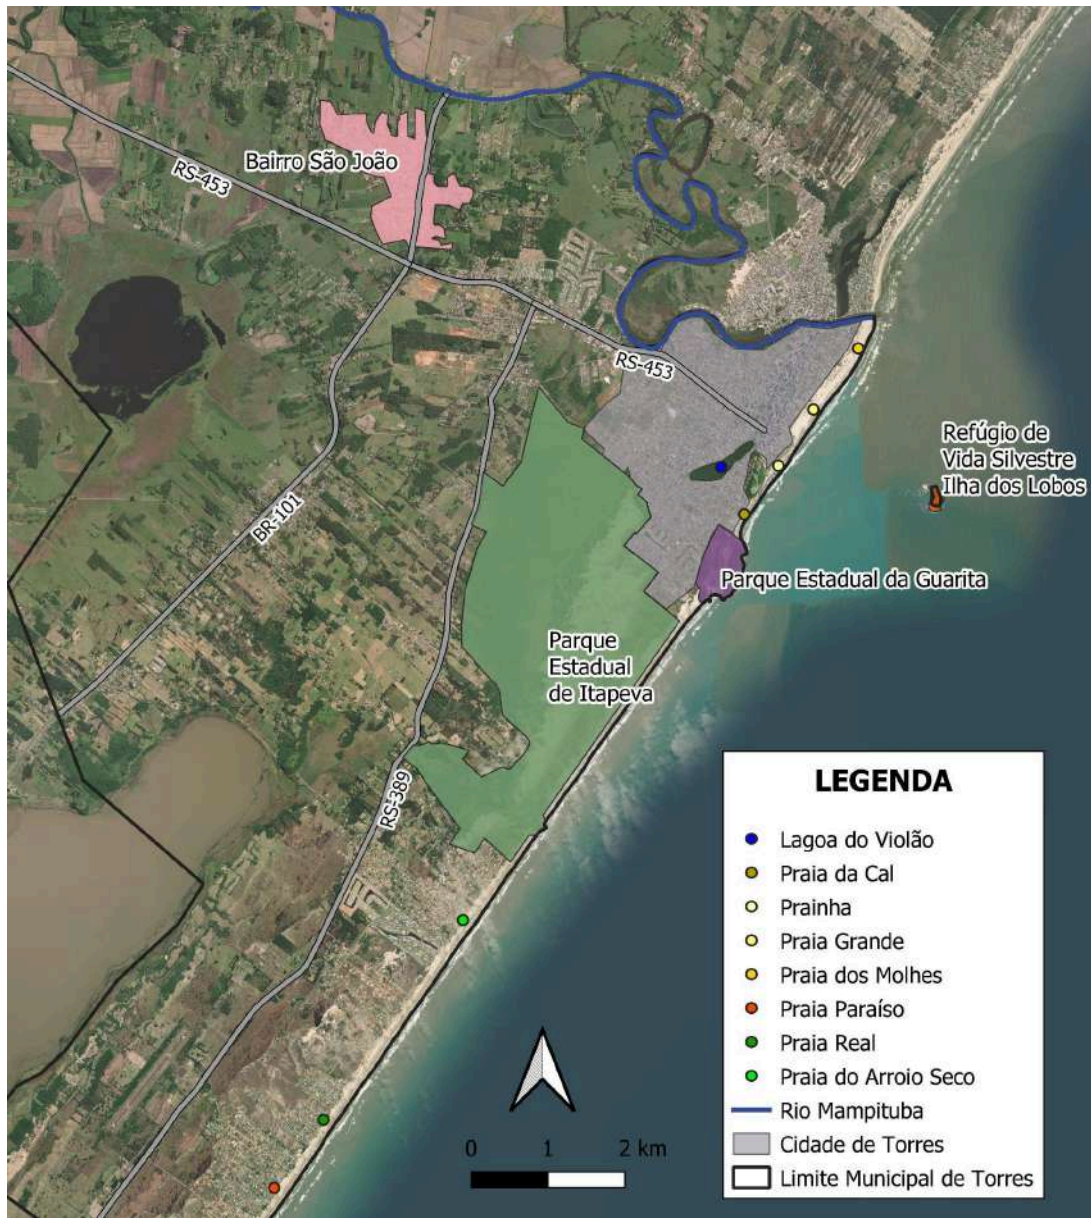 Bairro São João
RS-453
RS-453
Refúgio de
Vida Silvestre
Ilha dos Lobos
BR-101
Parque Estadual da Guarita
Parque
Estadual
de Itapeva
RS-389
LEGENDA
Lagoa do Violão
Praia da Cal
Prainha
Praia Grande
Praia dos Molhes
Praia Paraíso
Praia Real
Praia do Arroio Seco
Rio Mampituba
Cidade de Torres
Limite Municipal de Torres
0 1 2 km